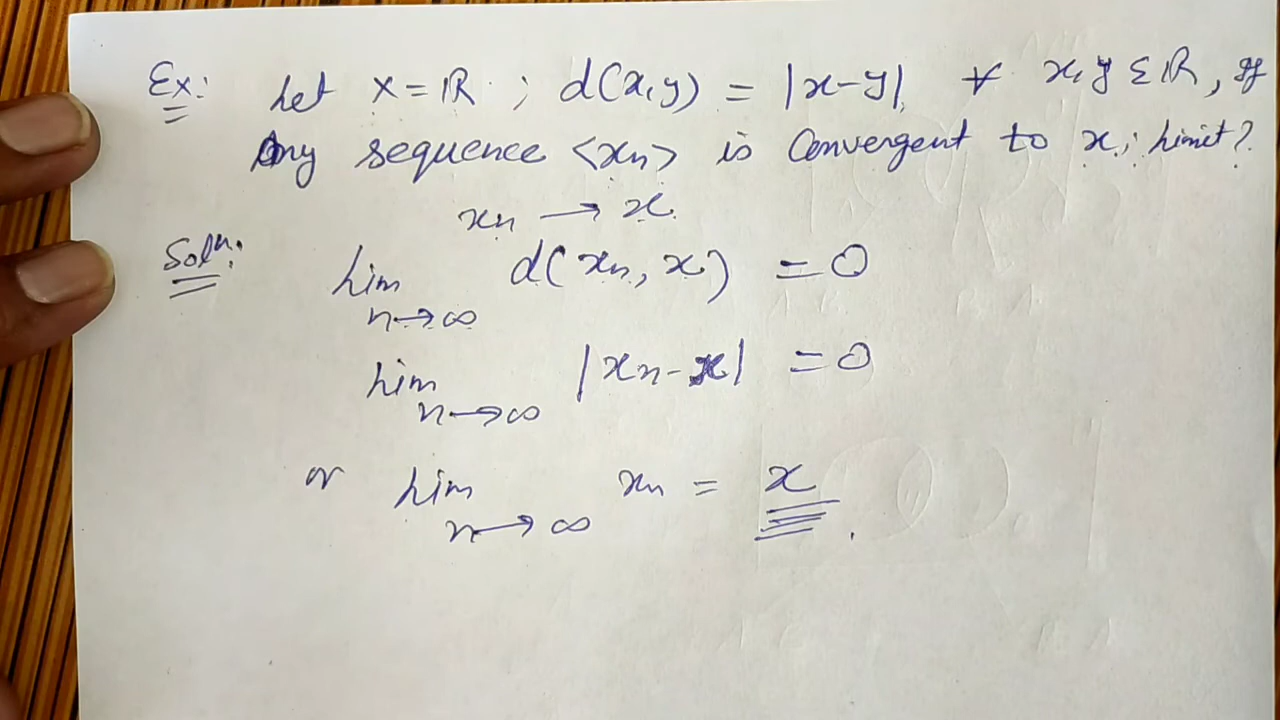 Ex: Let X = ℝ ; d(x,y) = |x-y|, ∀ x,y ∈ ℝ, if
Any sequence <xn> is Convergent to x; Limit?
xn → x.
Solⁿ: Lim n→∞ d(xn, x) = 0
Lim n→∞ |xn-x| = 0
or Lim n→∞ xn = x.